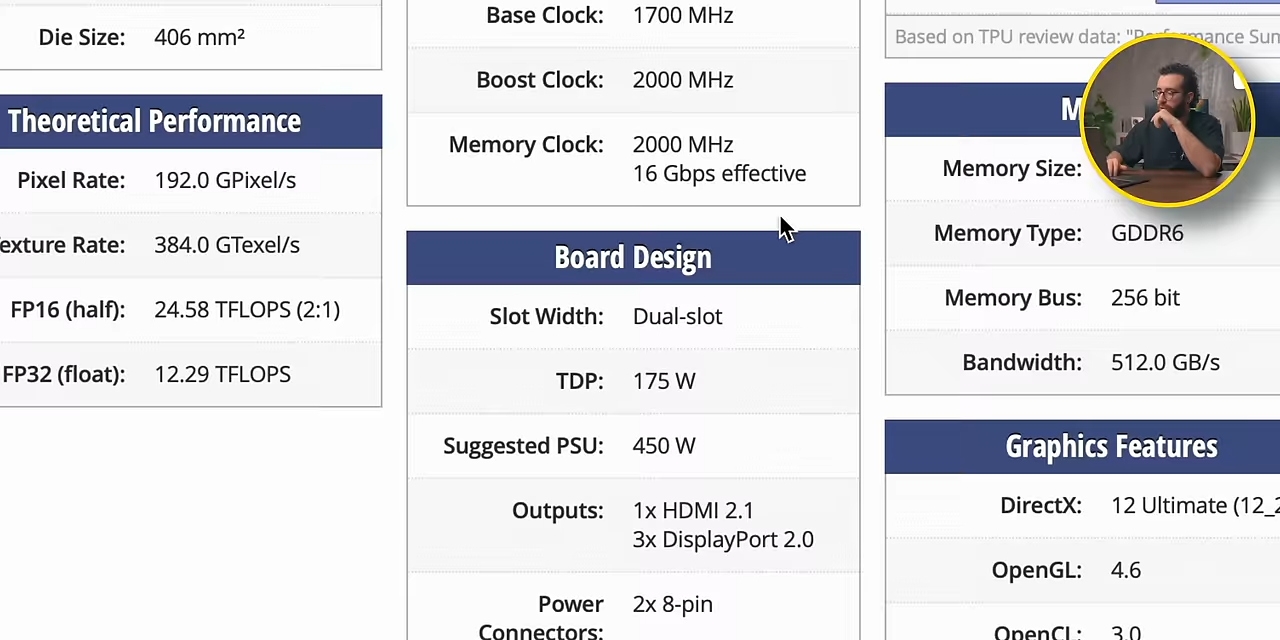 Die Size: 406 mm²
Theoretical Performance
Pixel Rate: 192.0 GPixel/s
exture Rate: 384.0 GTexel/s
FP16 (half): 24.58 TFLOPS (2:1)
FP32 (float): 12.29 TFLOPS
Base Clock: 1700 MHz
Boost Clock: 2000 MHz
Memory Clock: 2000 MHz
16 Gbps effective
Board Design
Slot Width: Dual-slot
TDP: 175 W
Suggested PSU: 450 W
Outputs: 1x HDMI 2.1
3x DisplayPort 2.0
Power 2x 8-pin
Connectors:
Based on TPU review data: "Performance Sum
M
Memory Size:
Memory Type: GDDR6
Memory Bus: 256 bit
Bandwidth: 512.0 GB/s
Graphics Features
DirectX: 12 Ultimate (12_2
OpenGL: 4.6
OpenCL: 3.0